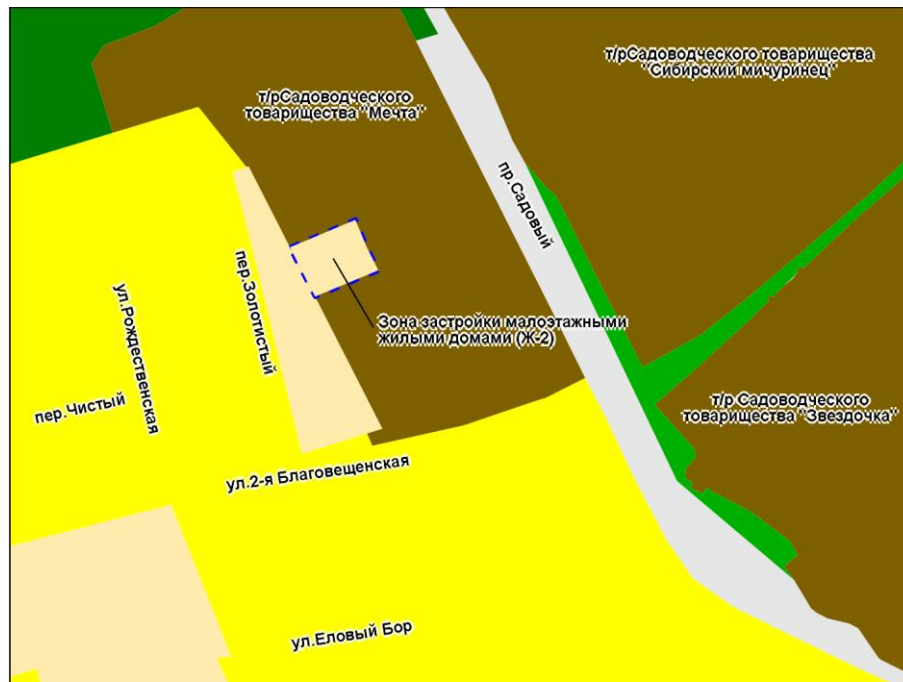 т/рСадоводческого товарищества
"Сибирский мичуринец"
т/рСадоводческого
товарищества "Мечта"
пр.Садовый
пер.Золотистый
ул.Рождественская
Зона застройки малоэтажными
жилыми домами (Ж-2)
пер.Чистый
т/р Садоводческого
товарищества "Звездочка"
ул.2-я Благовещенская
ул.Еловый Бор